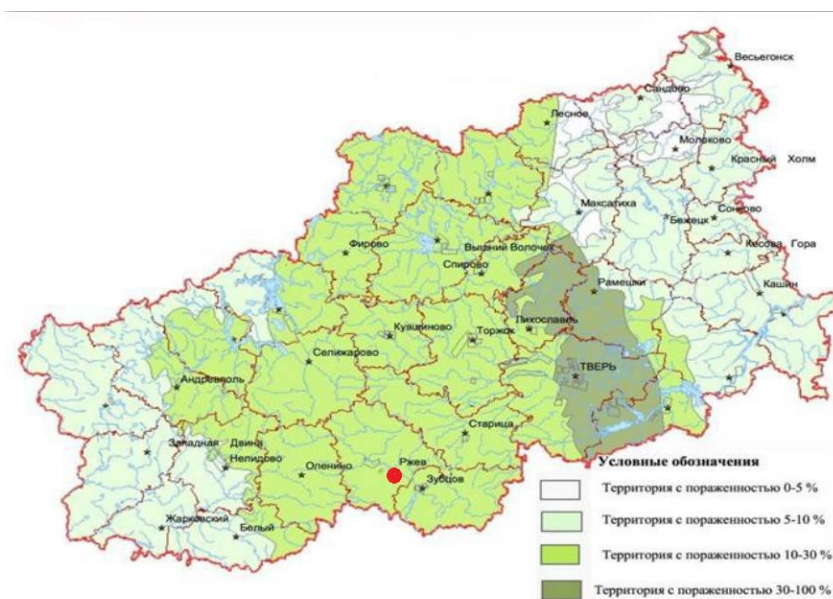 Весьегонск
Сандово
Лесное
Молоково
Красный Холм
Максатиха
Бежецк
Сонково
Фирово
Вышний Волочек
Кесова Гора
Спирово
Рамешки
Кашин
Кувшиново
Торжок
Лихославль
Селижарово
Андреаполь
ТВЕРЬ
Старица
Западная Двина
Нелидово
Ржев
Оленино
Зубцов
Жарковский
Белый
Условные обозначения
Территория с пораженностью 0-5 %
Территория с пораженностью 5-10 %
Территория с пораженностью 10-30 %
Территория с пораженностью 30-100 %